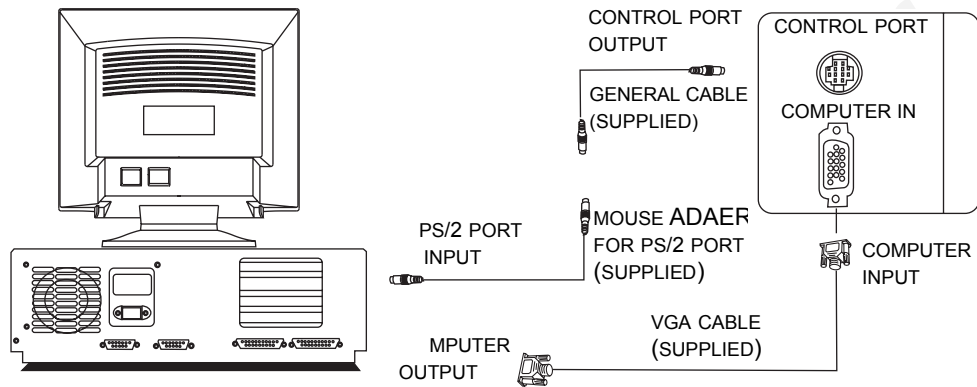 CONTROL PORT
OUTPUT
GENERAL CABLE
(SUPPLIED)
CONTROL PORT
COMPUTER IN
PS/2 PORT
INPUT
MOUSE ADAER
FOR PS/2 PORT
(SUPPLIED)
COMPUTER
INPUT
VGA CABLE
(SUPPLIED)
MPUTER
OUTPUT